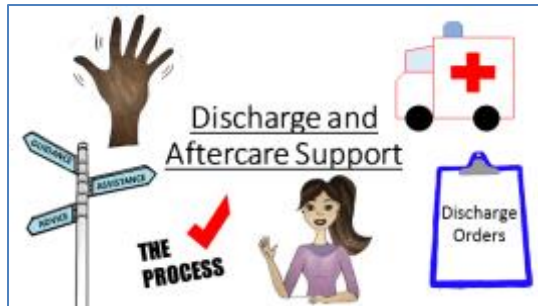 Discharge and
Aftercare Support
GUIDANCE
ASSISTANCE
ADVICE
THE
PROCESS
Discharge
Orders